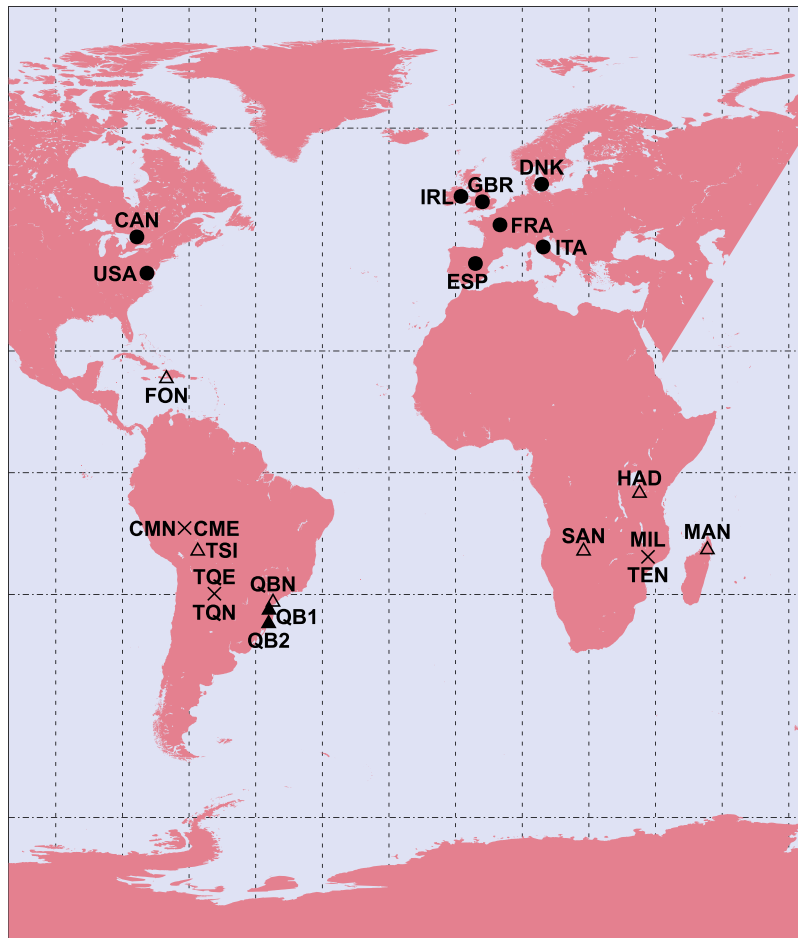 DNK
IRL GBR
CAN
FRA
ITA
USA
ESP
FON
HAD
CMN CME
SAN MIL MAN
TSI
TQE QBN
TEN
TQN QB1
QB2